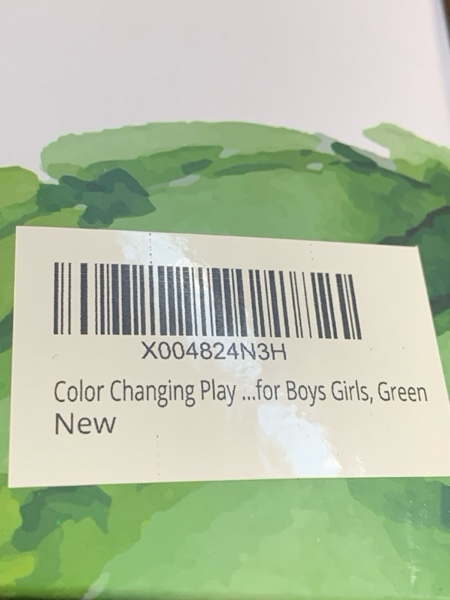 X004824N3H
Color Changing Play ...for Boys Girls, Green
New